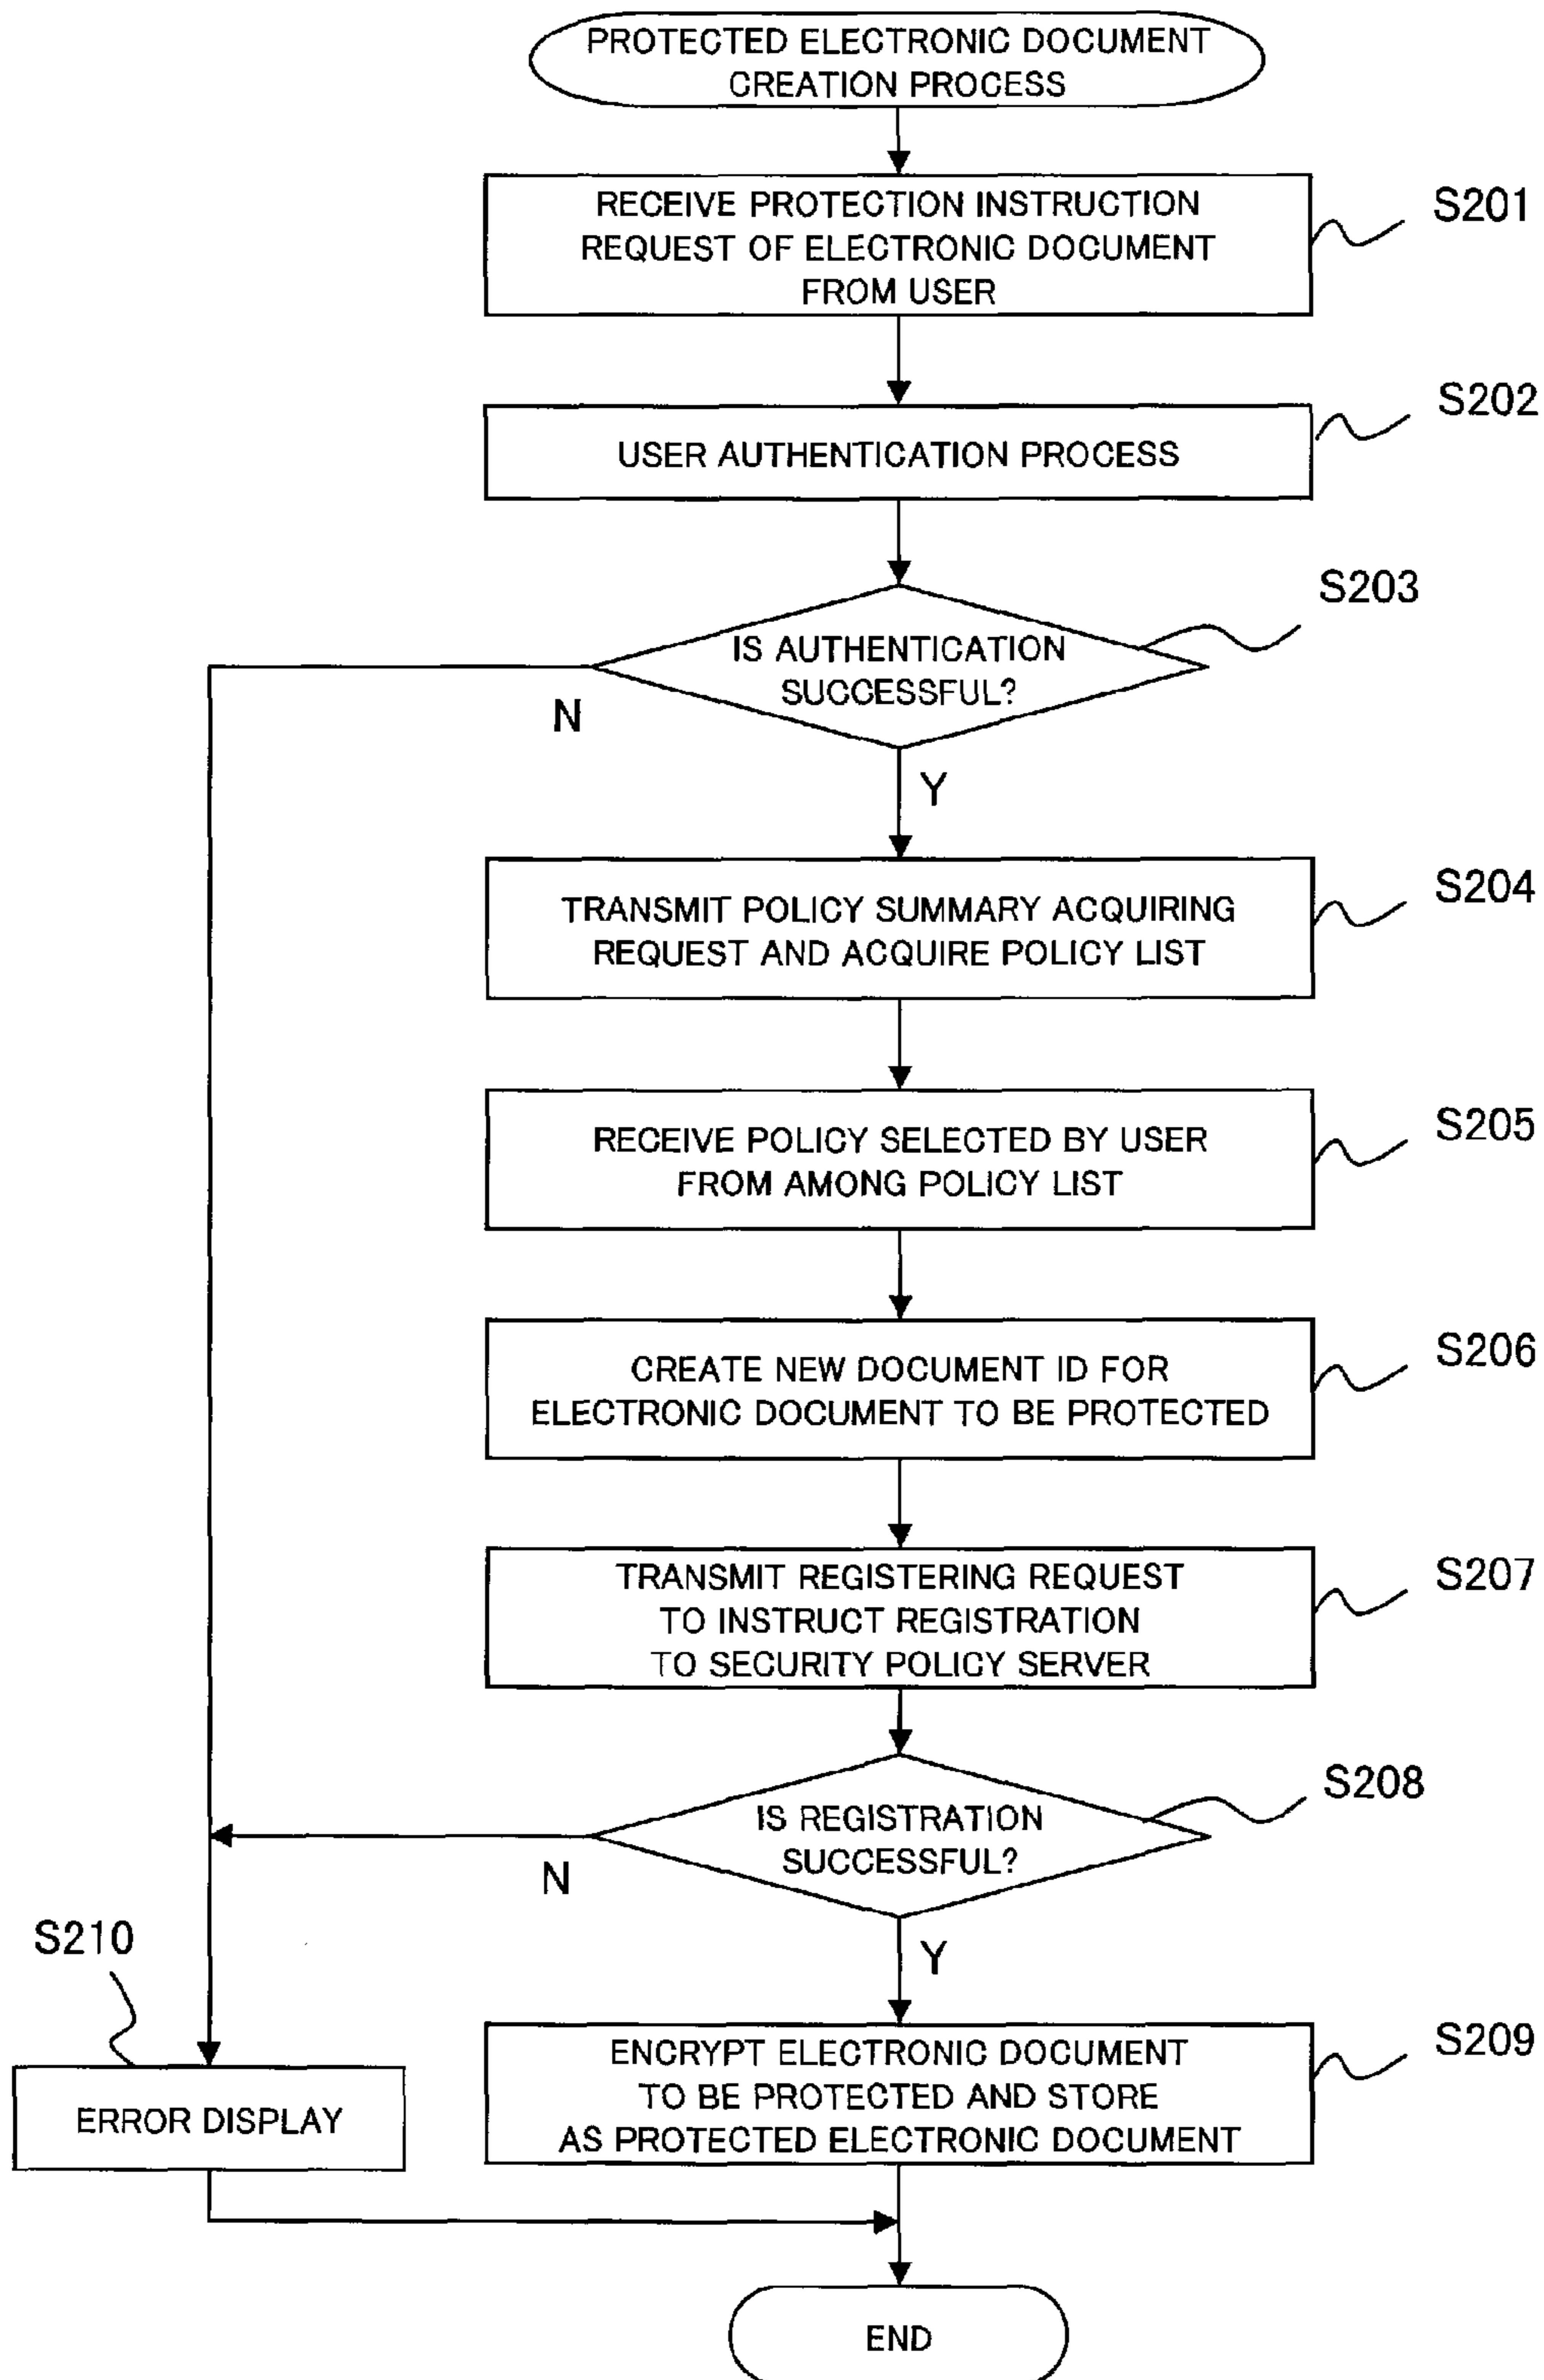 PROTECTED ELECTRONIC DOCUMENT
CREATION PROCESS
RECEIVE PROTECTION INSTRUCTION
REQUEST OF ELECTRONIC DOCUMENT
FROM USER
S201
USER AUTHENTICATION PROCESS
S202
IS AUTHENTICATION
SUCCESSFUL?
S203
N
Y
TRANSMIT POLICY SUMMARY ACQUIRING
REQUEST AND ACQUIRE POLICY LIST
S204
RECEIVE POLICY SELECTED BY USER
FROM AMONG POLICY LIST
S205
CREATE NEW DOCUMENT ID FOR
ELECTRONIC DOCUMENT TO BE PROTECTED
S206
TRANSMIT REGISTERING REQUEST
TO INSTRUCT REGISTRATION
TO SECURITY POLICY SERVER
S207
IS REGISTRATION
SUCCESSFUL?
S208
N
Y
S210
ERROR DISPLAY
ENCRYPT ELECTRONIC DOCUMENT
TO BE PROTECTED AND STORE
AS PROTECTED ELECTRONIC DOCUMENT
S209
END